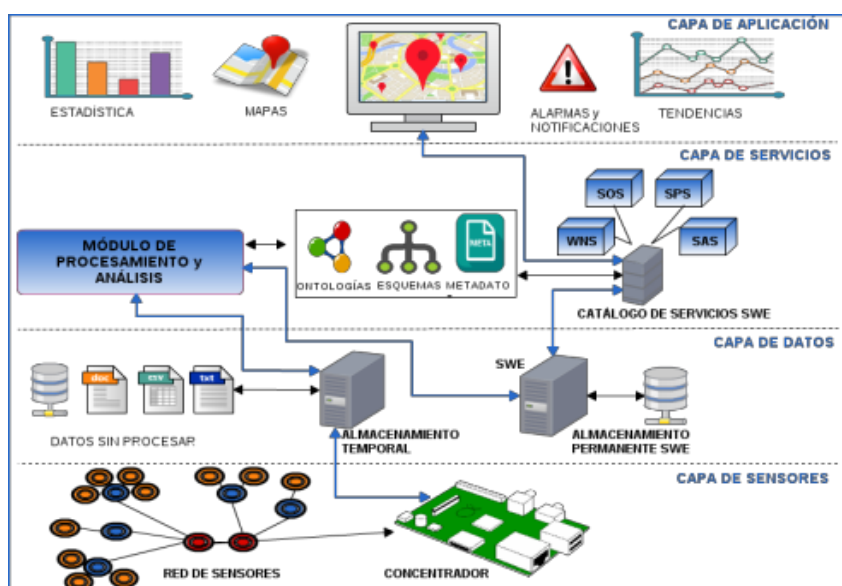 CAPA DE APLICACIÓN
ESTADÍSTICA
MAPAS
ALARMAS y
NOTIFICACIONES
TENDENCIAS
CAPA DE SERVICIOS
SOS
SPS
WNS
SAS
MÓDULO DE
PROCESAMIENTO y
ANÁLISIS
META
ONTOLOGÍAS
ESQUEMAS
METADATO
CATÁLOGO DE SERVICIOS SWE
CAPA DE DATOS
SWE
doc
csv
txt
DATOS SIN PROCESAR
ALMACENAMIENTO
TEMPORAL
ALMACENAMIENTO
PERMANENTE SWE
CAPA DE SENSORES
RED DE SENSORES
CONCENTRADOR